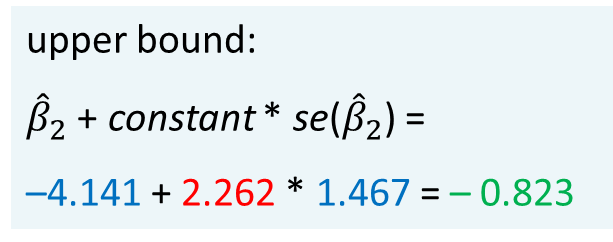 upper bound:
β̂₂ + constant * se(β̂₂) =
−4.141 + 2.262 * 1.467 = − 0.823